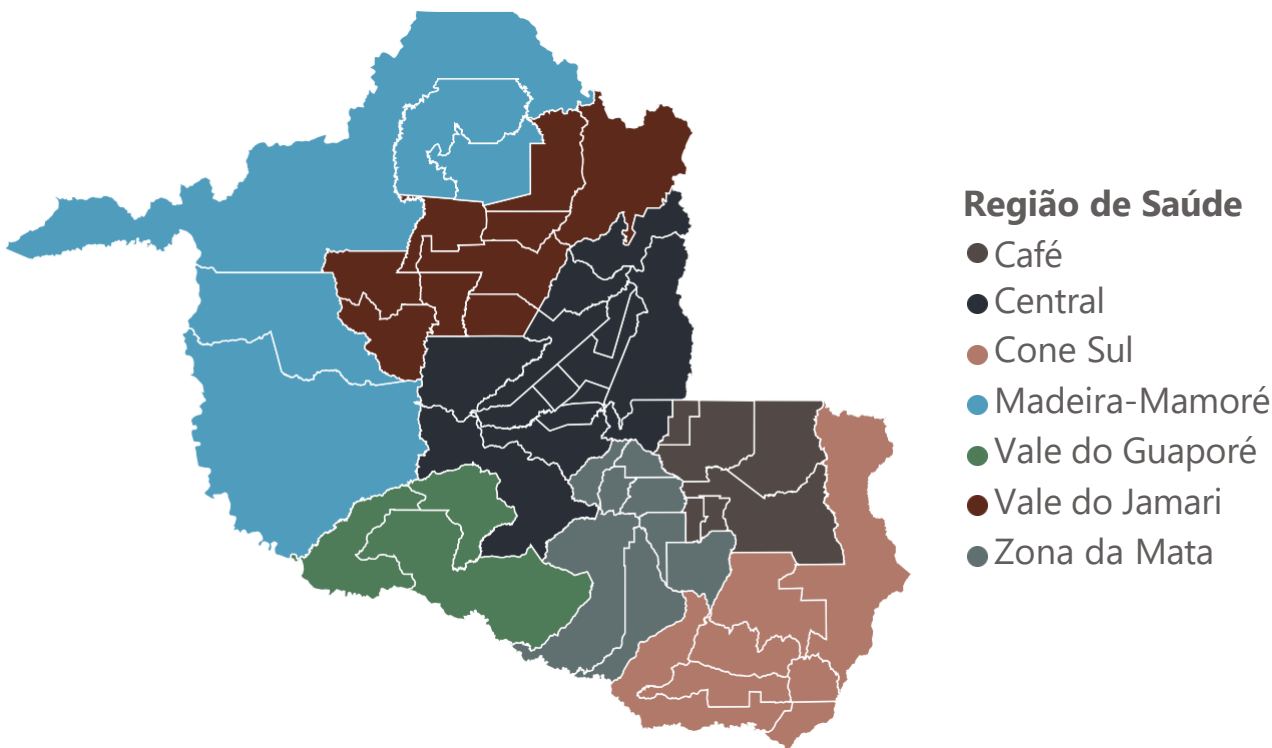 Região de Saúde
Café
Central
Cone Sul
Madeira-Mamoré
Vale do Guaporé
Vale do Jamari
Zona da Mata